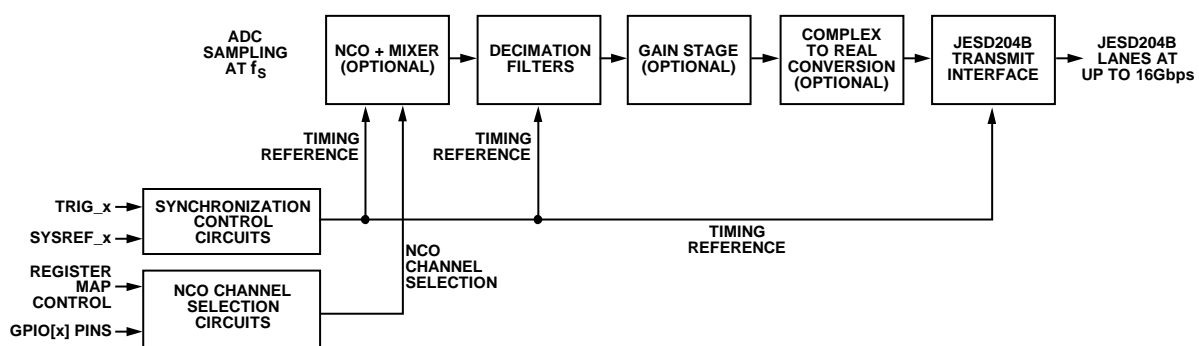 ADC
SAMPLING
AT fS
NCO + MIXER
(OPTIONAL)
DECIMATION
FILTERS
GAIN STAGE
(OPTIONAL)
COMPLEX
TO REAL
CONVERSION
(OPTIONAL)
JESD204B
TRANSMIT
INTERFACE
JESD204B
LANES AT
UP TO 16Gbps
TIMING
REFERENCE
TIMING
REFERENCE
TRIG_x
SYSREF_x
SYNCHRONIZATION
CONTROL
CIRCUITS
TIMING
REFERENCE
NCO
CHANNEL
SELECTION
REGISTER
MAP
CONTROL
GPIO[x] PINS
NCO CHANNEL
SELECTION
CIRCUITS